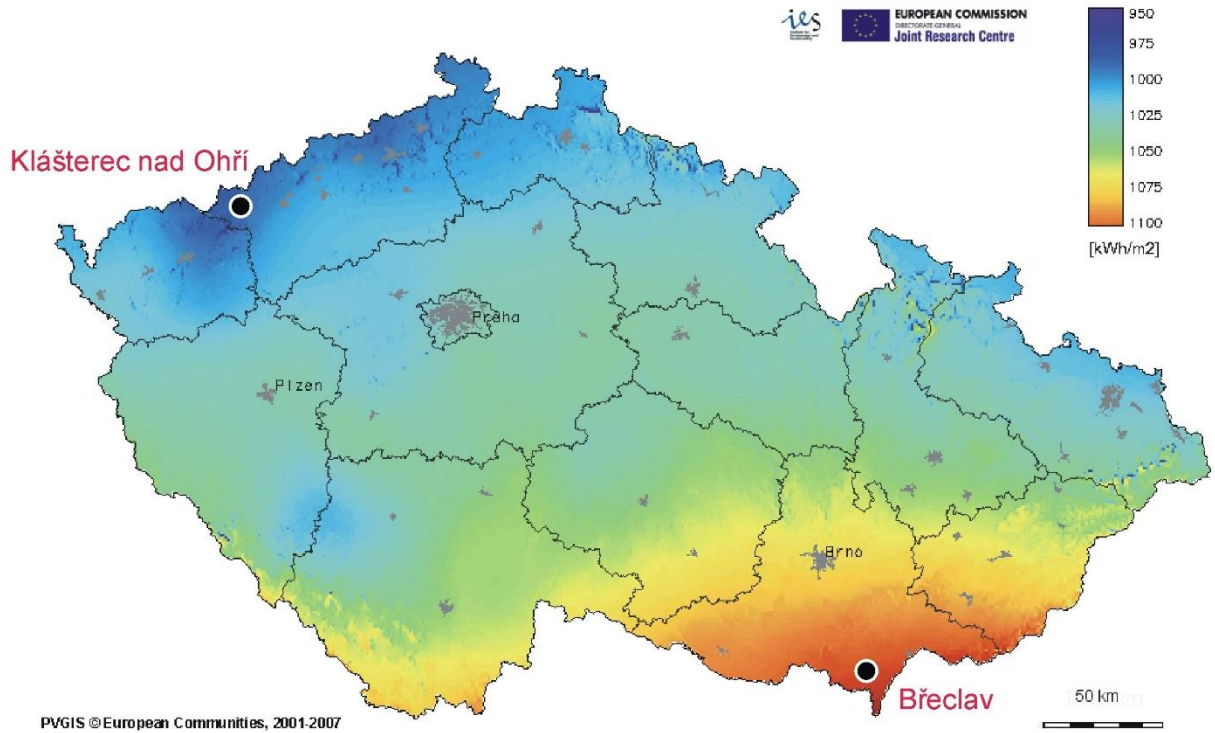 ies
EUROPEAN COMMISSION
DIRECTORATE-GENERAL
Joint Research Centre
950
975
1000
1025
1050
1075
1100
[kWh/m2]
Klášterec nad Ohří
Praha
Plzen
Brno
Břeclav
50 km
PVGIS © European Communities, 2001-2007